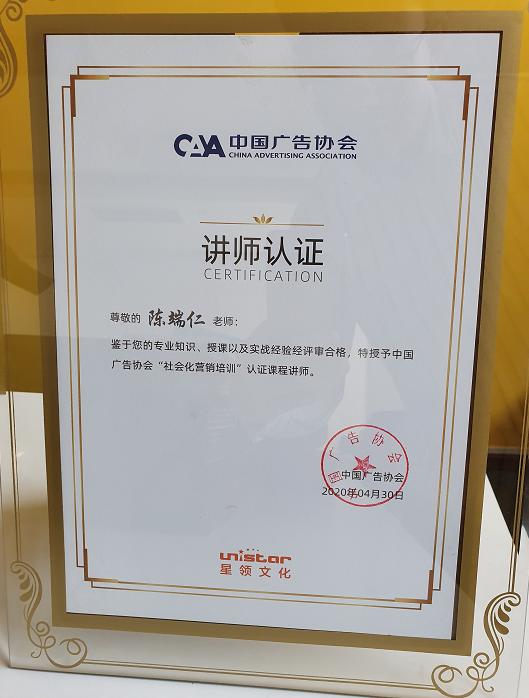 CAA 中国广告协会
CHINA ADVERTISING ASSOCIATION
讲师认证
CERTIFICATION
尊敬的 陈瑞仁 老师：
鉴于您的专业知识、授课以及实战经验经评审合格，特授予中国
广告协会“社会化营销培训”认证课程讲师。
中国广告协会
中国广告协会
2020年04月30日
unistar
星领文化